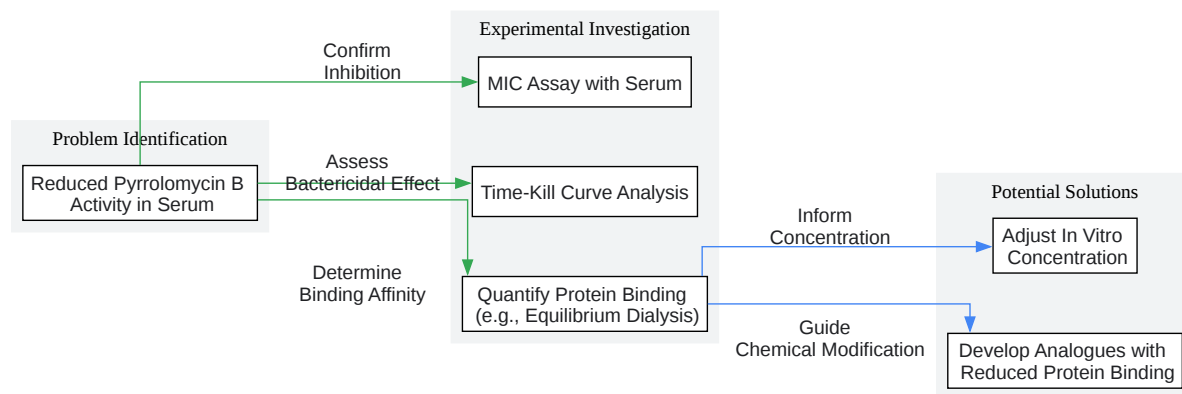 Experimental Investigation
Confirm
Inhibition
MIC Assay with Serum
Problem Identification
Reduced Pyrrolomycin B
Activity in Serum
Assess
Bactericidal Effect
Time-Kill Curve Analysis
Potential Solutions
Inform
Concentration
Adjust In Vitro
Concentration
Determine
Binding Affinity
Quantify Protein Binding
(e.g., Equilibrium Dialysis)
Guide
Chemical Modification
Develop Analogues with
Reduced Protein Binding